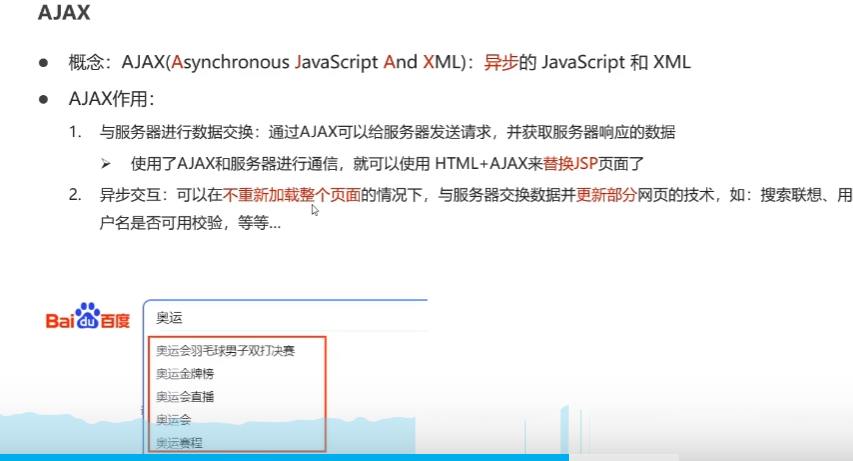 AJAX
● 概念：AJAX(Asynchronous JavaScript And XML)：异步的 JavaScript 和 XML
● AJAX作用：
1. 与服务器进行数据交换：通过AJAX可以给服务器发送请求，并获取服务器响应的数据
➢ 使用了AJAX和服务器进行通信，就可以使用 HTML+AJAX来替换JSP页面了
2. 异步交互：可以在不重新加载整个页面的情况下，与服务器交换数据并更新部分网页的技术，如：搜索联想、用
户名是否可用校验，等等...
Bai du 百度
奥运
奥运会羽毛球男子双打决赛
奥运金牌榜
奥运会直播
奥运会
奥运赛程